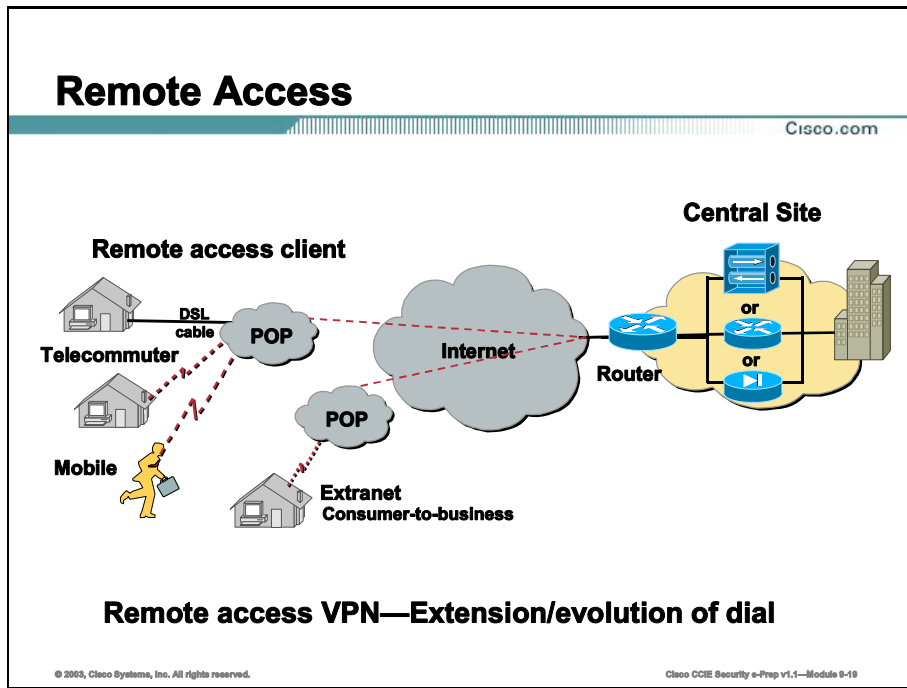 Remote Access
Cisco.com
Central Site
Remote access client
DSL
cable
POP
or
Internet
Telecommuter
Router
or
POP
Mobile
Extranet
Consumer-to-business
Remote access VPN—Extension/evolution of dial
© 2003, Cisco Systems, Inc. All rights reserved.
Cisco CCIE Security e-Prep v1.1—Module 9-19